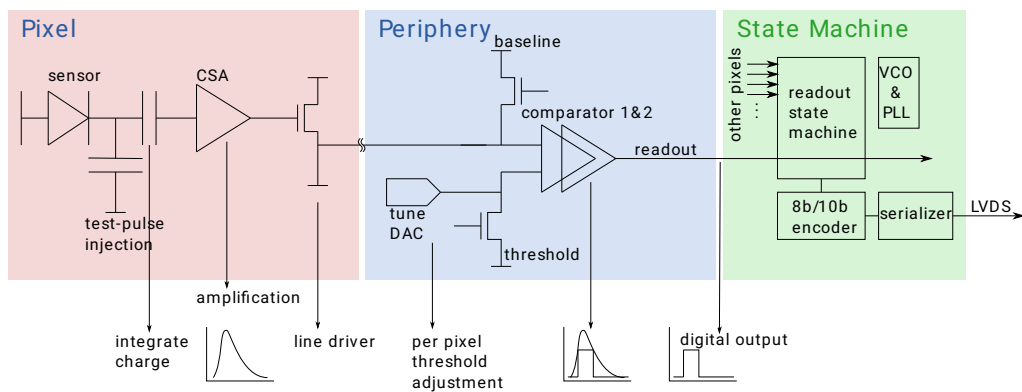 Pixel
Periphery
State Machine
sensor
CSA
baseline
comparator 1&2
other pixels
...
readout
state
machine
VCO
&
PLL
readout
tune
DAC
threshold
test-pulse
injection
8b/10b
encoder
serializer
LVDS
amplification
integrate
charge
line driver
per pixel
threshold
adjustment
digital output